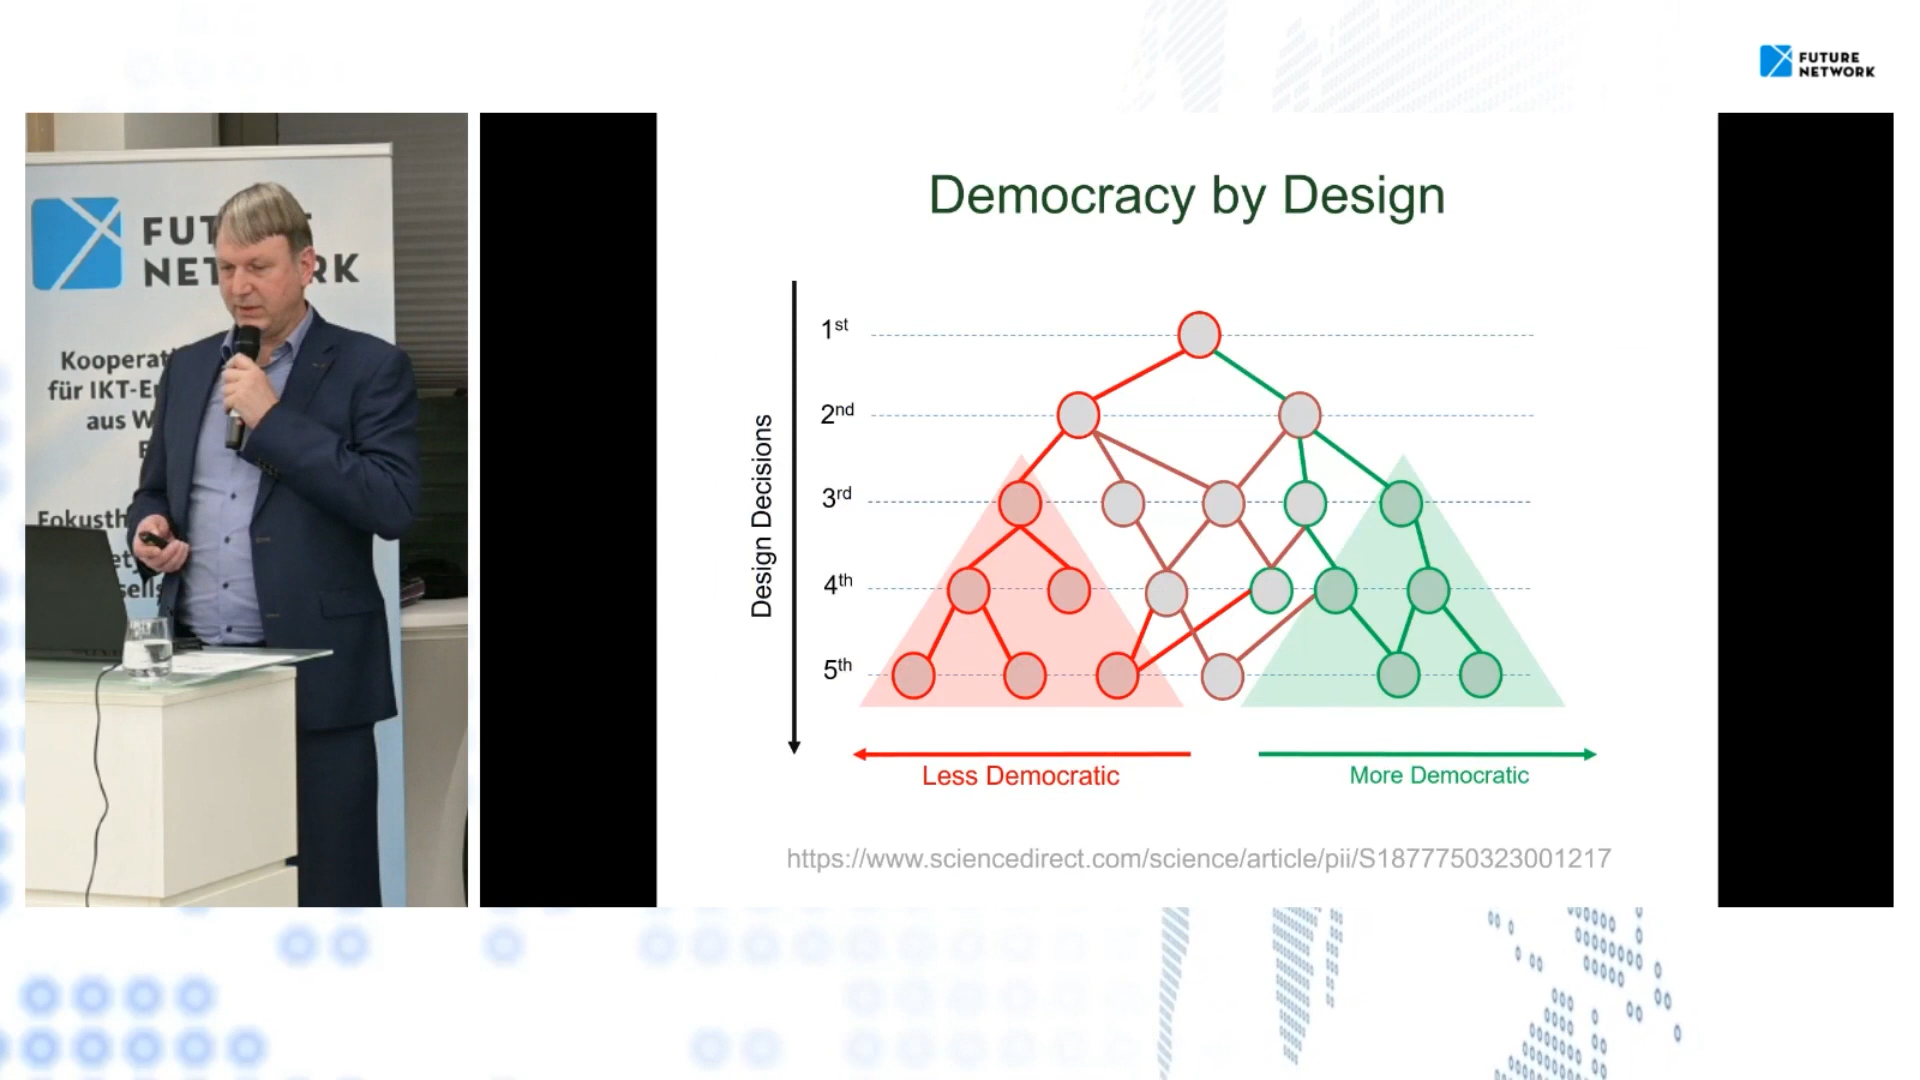 FUTURE
NETWORK
FUT
NET RK
Kooperat
für IKT-E
aus W
Fokusth
Democracy by Design
Design Decisions
1st
2nd
3rd
4th
5th
Less Democratic
More Democratic
https://www.sciencedirect.com/science/article/pii/S1877750323001217